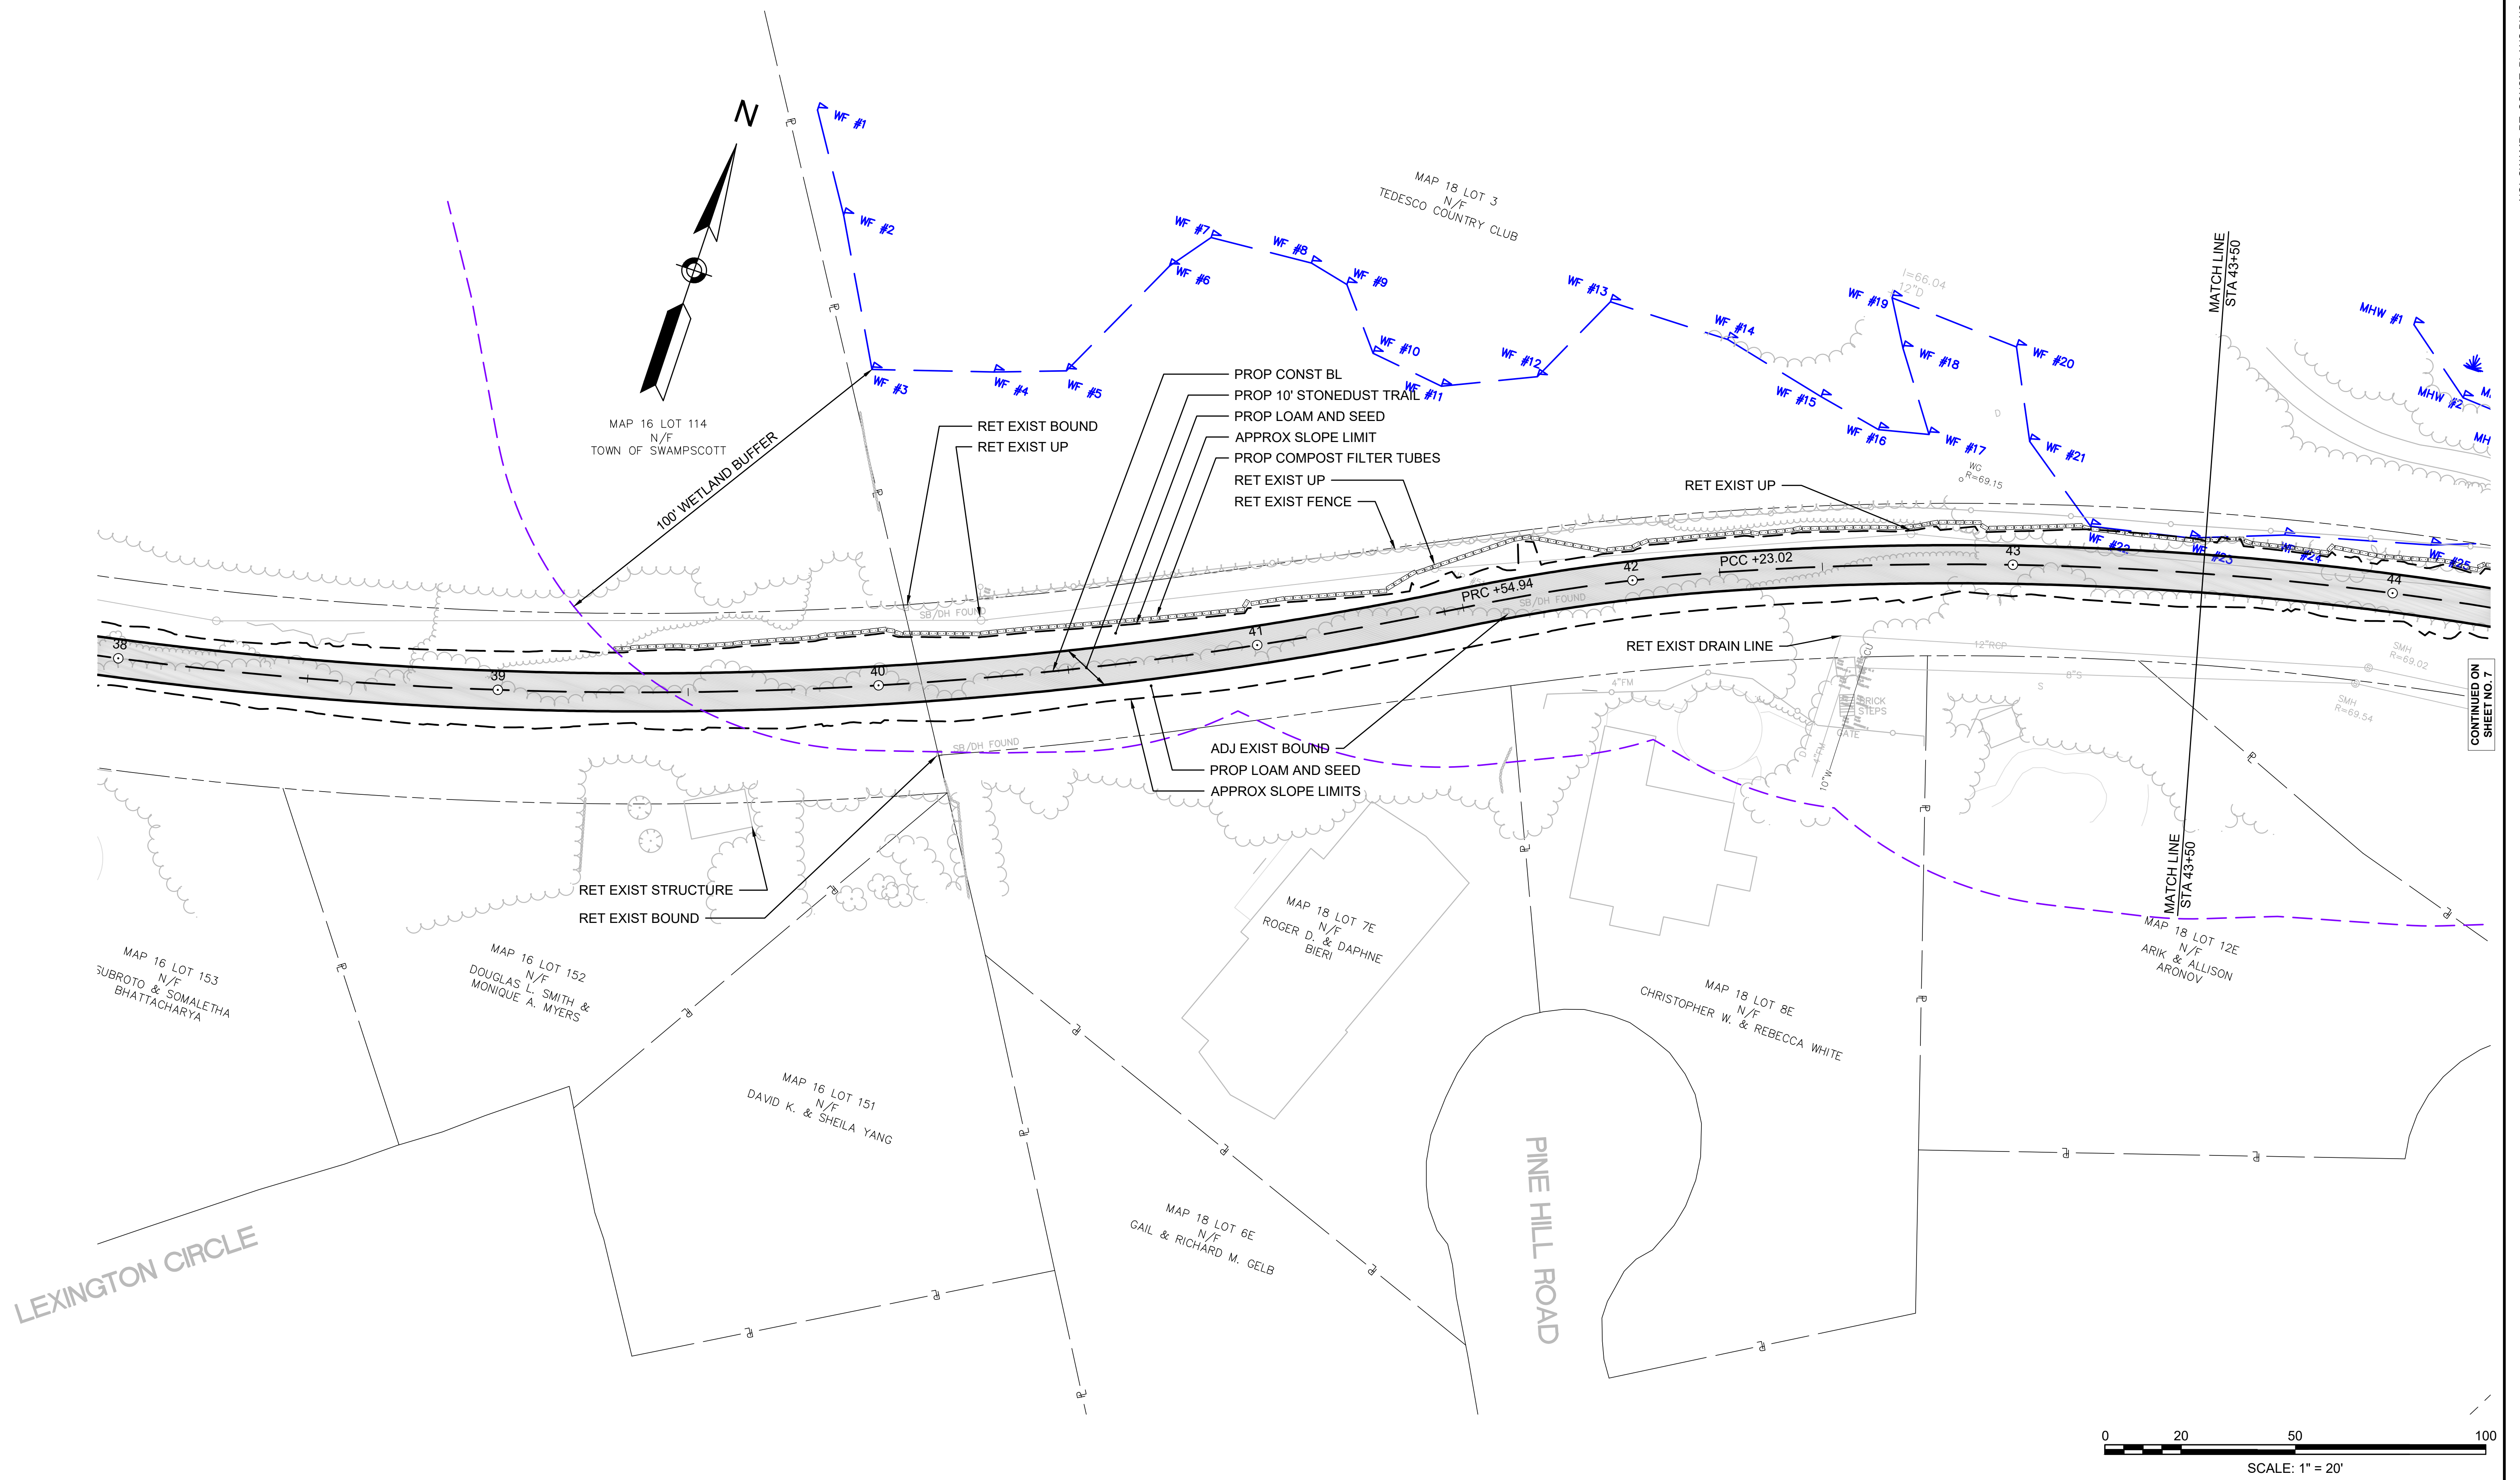 N
WF #1
WF #2
WF #3
WF #4
WF #5
WF #6
WF #7
WF #8
WF #9
WF #10
WF #11
WF #12
WF #13
WF #14
WF #15
WF #16
WF #17
WF #18
WF #19
WF #20
WF #21
WF #22
WF #23
WF #24
WF #25
MHW #1
MHW #2
MAP 18 LOT 3
N/F
TEDESCO COUNTRY CLUB
I=66.04
12"D
D
WG
R=69.15
MATCH LINE
STA 43+50
MAP 16 LOT 114
N/F
TOWN OF SWAMPSCOTT
100' WETLAND BUFFER
RET EXIST BOUND
RET EXIST UP
PROP CONST BL
PROP 10' STONEDUST TRAIL
PROP LOAM AND SEED
APPROX SLOPE LIMIT
PROP COMPOST FILTER TUBES
RET EXIST UP
RET EXIST FENCE
RET EXIST UP
SB/DH FOUND
SB/DH FOUND
SB/DH FOUND
38
39
40
41
42
43
44
PRC +54.94
PCC +23.02
RET EXIST DRAIN LINE
12"RCP
8"S
S
SMH
R=69.02
SMH
R=69.54
4"FM
4"FM
10"W
D
CU
BRICK
STEPS
GATE
CONTINUED ON
SHEET NO. 7
ADJ EXIST BOUND
PROP LOAM AND SEED
APPROX SLOPE LIMITS
RET EXIST STRUCTURE
RET EXIST BOUND
MATCH LINE
STA 43+50
MAP 16 LOT 153
N/F
SUBROTO & SOMALETHA
BHATTACHARYA
MAP 16 LOT 152
N/F
DOUGLAS L. SMITH &
MONIQUE A. MYERS
MAP 18 LOT 7E
N/F
ROGER D. & DAPHNE
BIERI
MAP 18 LOT 8E
N/F
CHRISTOPHER W. & REBECCA WHITE
MAP 18 LOT 12E
N/F
ARIK & ALLISON
ARONOV
MAP 16 LOT 151
N/F
DAVID K. & SHEILA YANG
MAP 18 LOT 6E
N/F
GAIL & RICHARD M. GELB
LEXINGTON CIRCLE
PINE HILL ROAD
0 20 50 100
SCALE: 1" = 20'